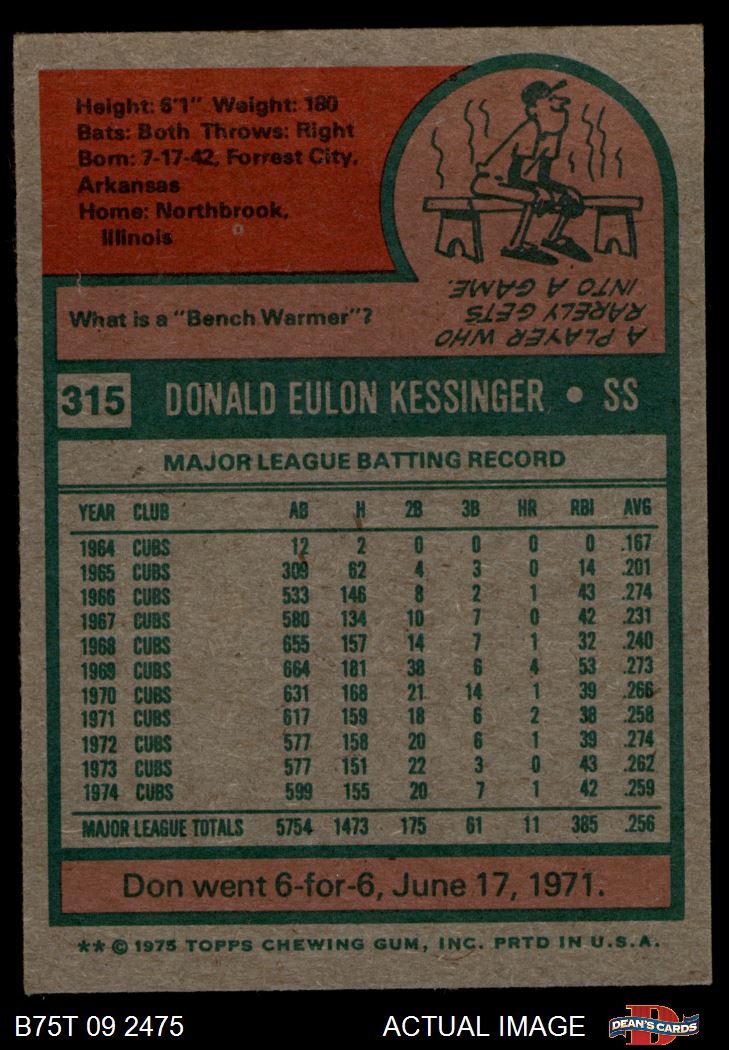 Height: 6'1" Weight: 180
Bats: Both Throws: Right
Born: 7-17-42, Forrest City,
Arkansas
Home: Northbrook,
Illinois
What is a "Bench Warmer"?
A PLAYER WHO
RARELY GETS
INTO A GAME.
315 DONALD EULON KESSINGER • SS
MAJOR LEAGUE BATTING RECORD
YEAR CLUB AB H 2B 3B HR RBI AVG
1964 CUBS 12 2 0 0 0 0 .167
1965 CUBS 309 62 4 3 0 14 .201
1966 CUBS 533 146 8 2 1 43 .274
1967 CUBS 580 134 10 7 0 42 .231
1968 CUBS 655 157 14 7 1 32 .240
1969 CUBS 664 181 38 6 4 53 .273
1970 CUBS 631 168 21 14 1 39 .266
1971 CUBS 617 159 18 6 2 38 .258
1972 CUBS 577 158 20 6 1 39 .274
1973 CUBS 577 151 22 3 0 43 .262
1974 CUBS 599 155 20 7 1 42 .259
MAJOR LEAGUE TOTALS 5754 1473 175 61 11 385 .256
Don went 6-for-6, June 17, 1971.
** © 1975 TOPPS CHEWING GUM, INC. PRTD IN U.S.A.
B75T 09 2475 ACTUAL IMAGE D DEAN'S CARDS